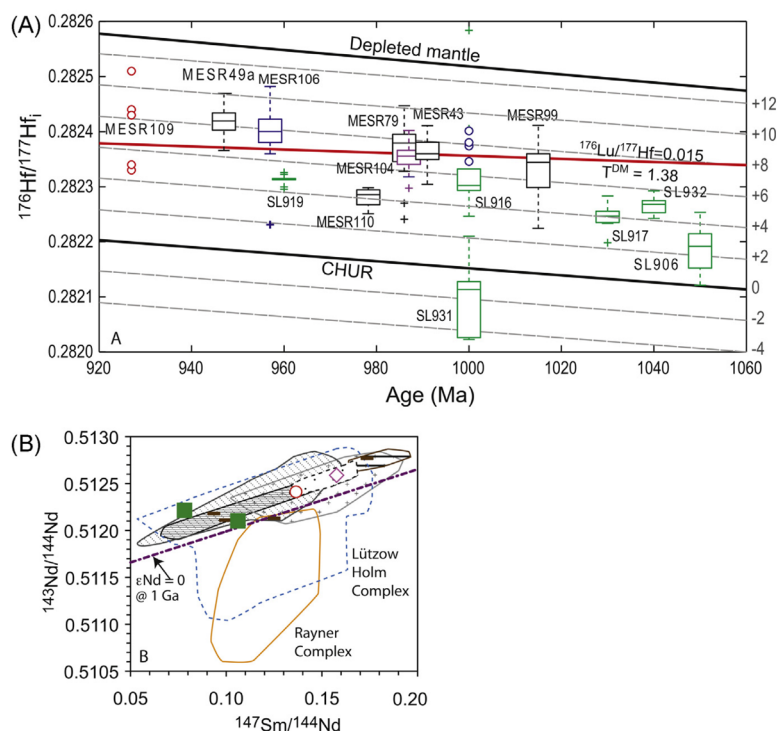 (A)
0.2826
0.2825
0.2824
0.2823
0.2822
0.2821
0.2820
176Hf/177Hfi
Depleted mantle
MESR49a
MESR106
MESR79
MESR43
MESR99
MESR109
176Lu/177Hf=0.015
TDM = 1.38
MESR104
SL919
SL916
SL932
MESR110
SL917
SL906
CHUR
SL931
A
+12
+10
+8
+6
+4
+2
0
-2
-4
920 940 960 980 1000 1020 1040 1060
Age (Ma)
(B)
0.5130
0.5125
0.5120
0.5115
0.5110
0.5105
143Nd/144Nd
εNd = 0
@ 1 Ga
Lützow
Holm
Complex
Rayner
Complex
B
0.05 0.10 0.15 0.20
147Sm/144Nd